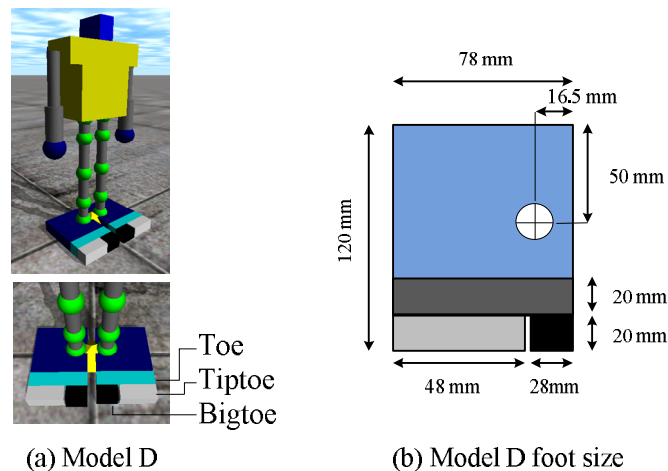 Toe
Tiptoe
Bigtoe
(a) Model D
78 mm
16.5 mm
50 mm
120 mm
20 mm
20 mm
48 mm
28mm
(b) Model D foot size